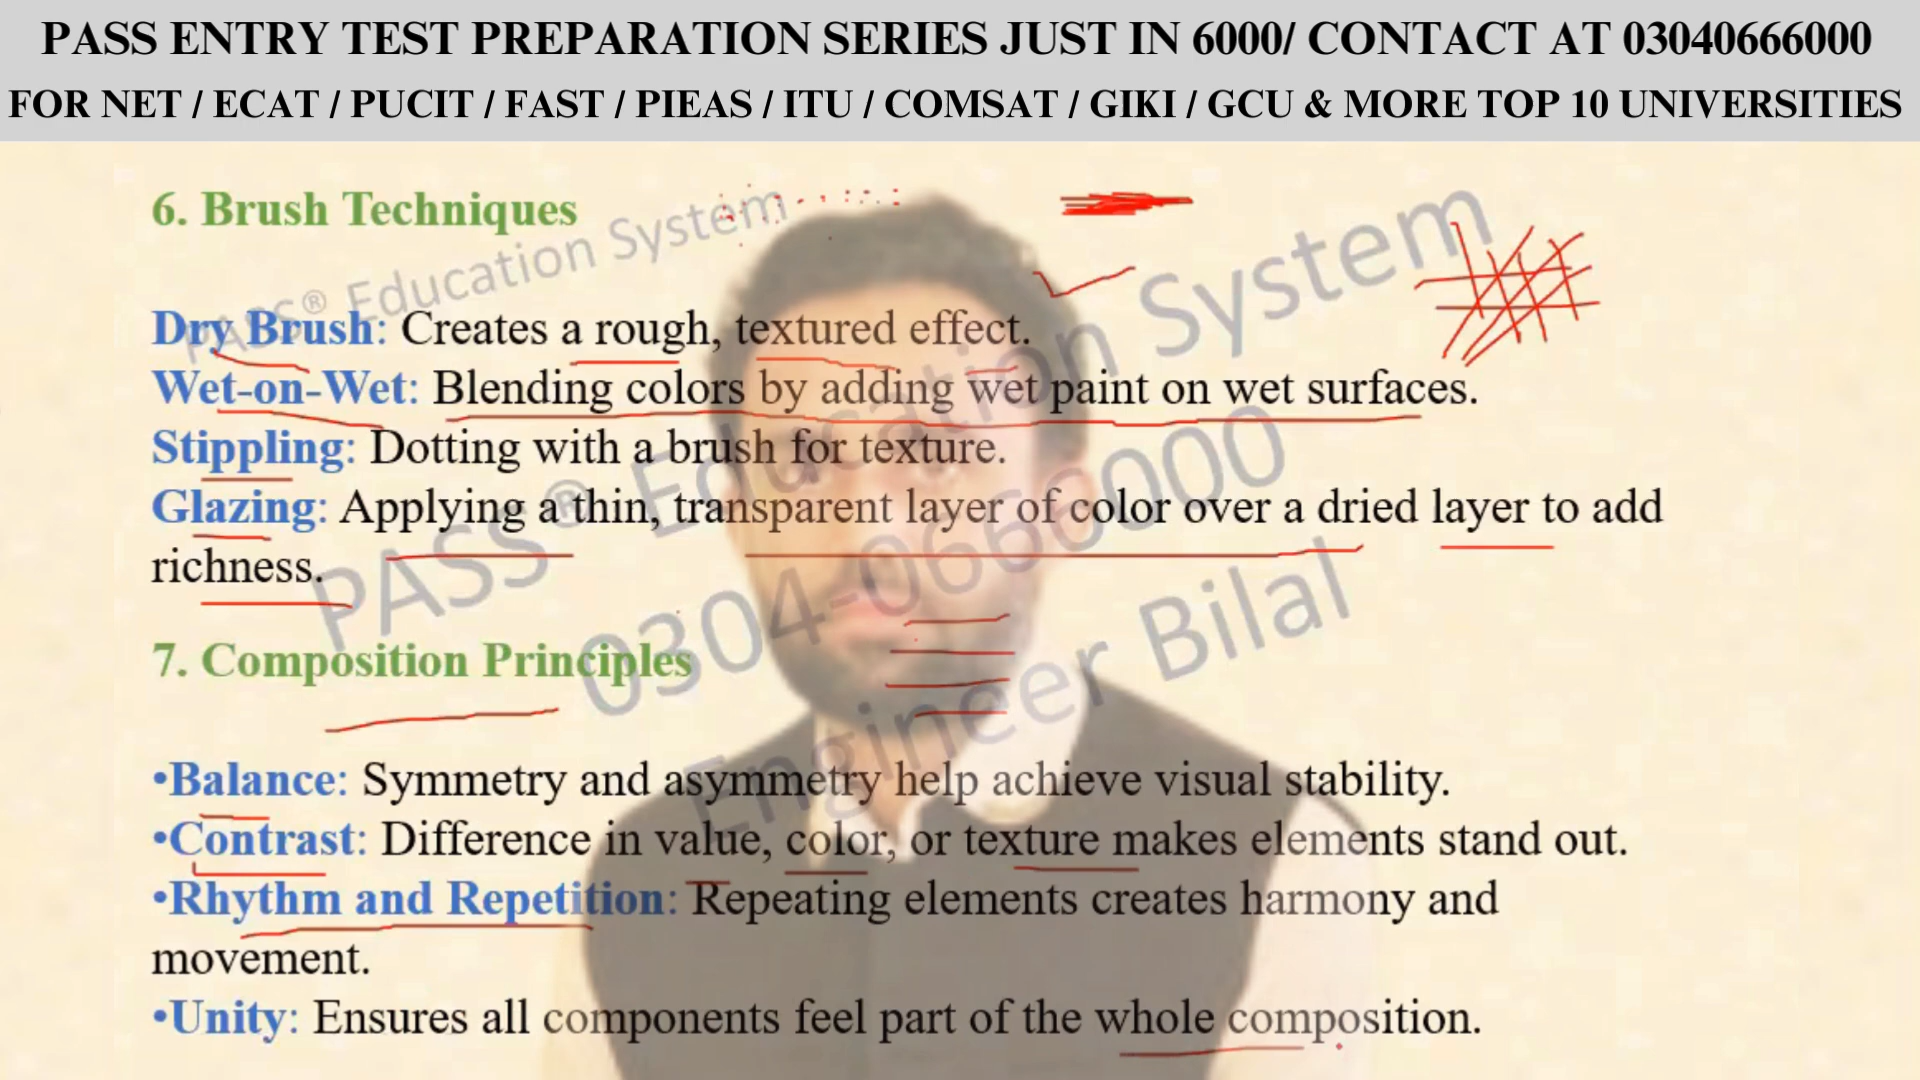 PASS ENTRY TEST PREPARATION SERIES JUST IN 6000/ CONTACT AT 03040666000
FOR NET / ECAT / PUCIT / FAST / PIEAS / ITU / COMSAT / GIKI / GCU & MORE TOP 10 UNIVERSITIES
6. Brush Techniques
PASS® Education System
Dry Brush: Creates a rough, textured effect.
Wet-on-Wet: Blending colors by adding wet paint on wet surfaces.
Stippling: Dotting with a brush for texture.
Glazing: Applying a thin, transparent layer of color over a dried layer to add
richness.
PASS® Education System
0304-0666000
Engineer Bilal
7. Composition Principles
•Balance: Symmetry and asymmetry help achieve visual stability.
•Contrast: Difference in value, color, or texture makes elements stand out.
•Rhythm and Repetition: Repeating elements creates harmony and
movement.
•Unity: Ensures all components feel part of the whole composition.